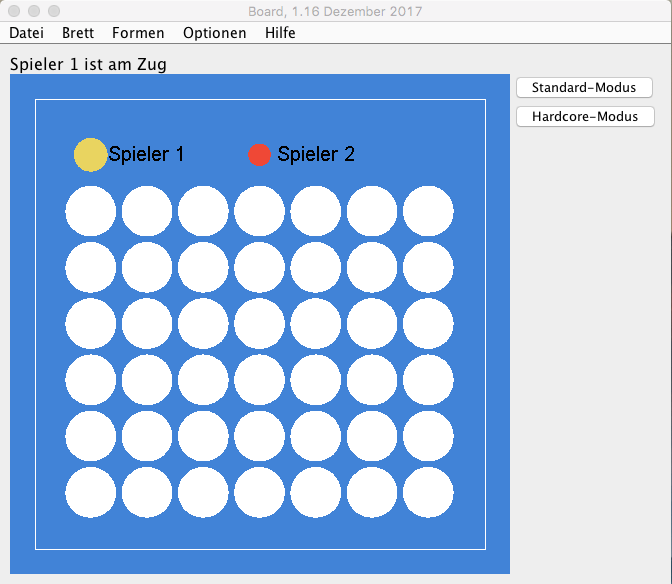 Board, 1.16 Dezember 2017
Datei Brett Formen Optionen Hilfe
Spieler 1 ist am Zug
Standard-Modus
Hardcore-Modus
Spieler 1 Spieler 2